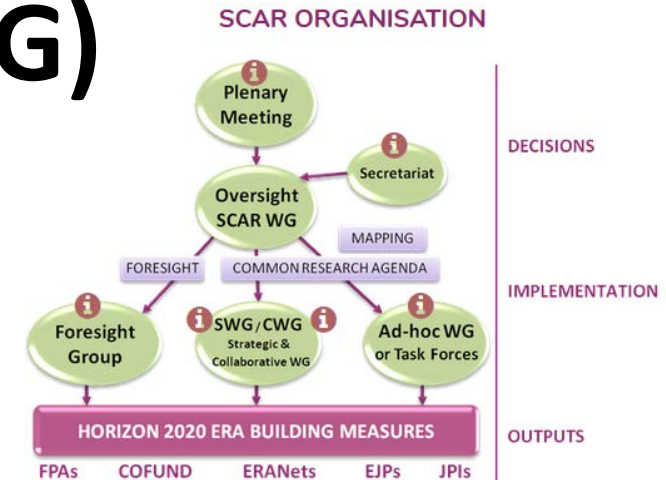 G)
SCAR ORGANISATION
i
Plenary
Meeting
DECISIONS
i
Secretariat
Oversight
SCAR WG
MAPPING
FORESIGHT
COMMON RESEARCH AGENDA
IMPLEMENTATION
i
Foresight
Group
i
SWG/CWG
i
Strategic &
Collaborative WG
i
Ad-hoc WG
or Task Forces
HORIZON 2020 ERA BUILDING MEASURES
OUTPUTS
FPAs COFUND ERANets EJPs JPIs